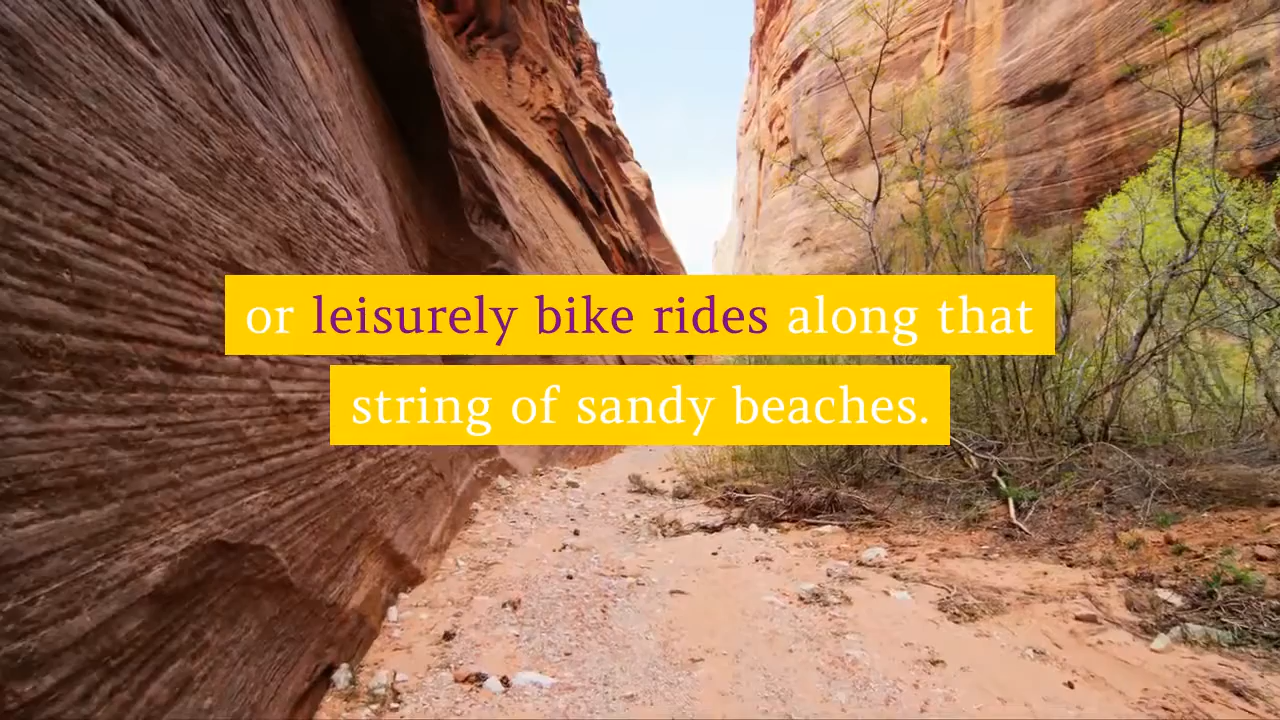 or leisurely bike rides along that
string of sandy beaches.